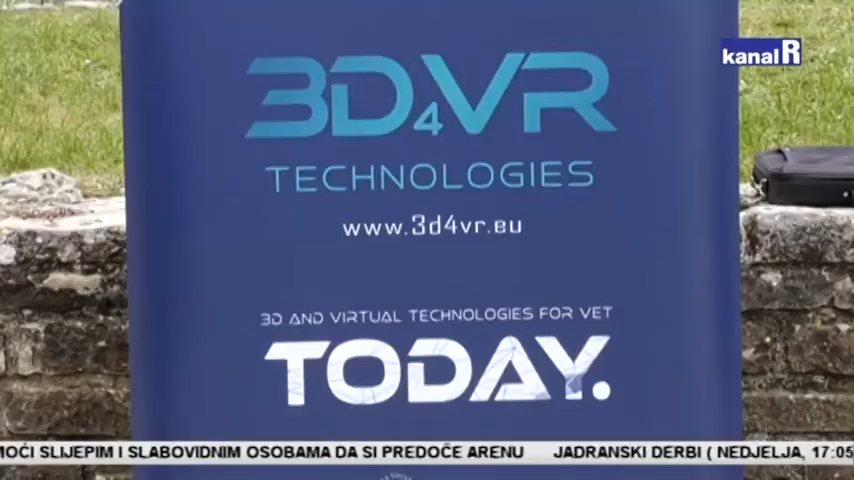 kanal R
3D4VR
TECHNOLOGIES
www.3d4vr.eu
3D AND VIRTUAL TECHNOLOGIES FOR VET
TODAY.
MOĆI SLIJEPIM I SLABOVIDNIM OSOBAMA DA SI PREDOČE ARENU JADRANSKI DERBI ( NEDJELJA, 17:05